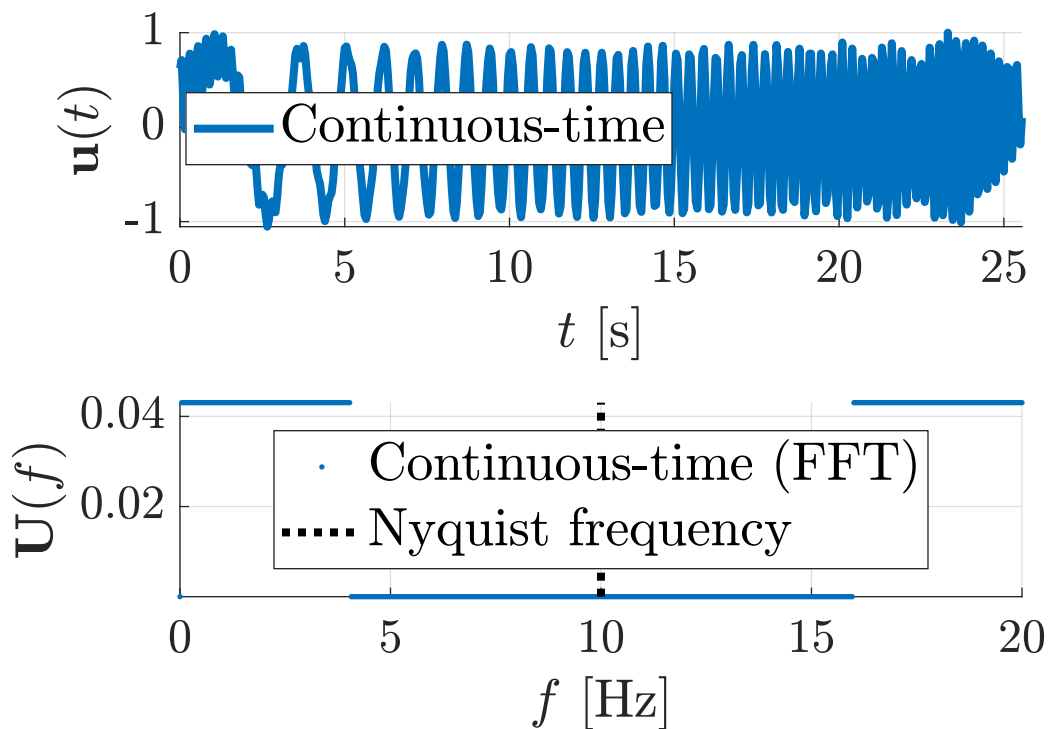 1
0
-1
u(t)
Continuous-time
0 5 10 15 20 25
t [s]
0.04
0.02
U(f)
Continuous-time (FFT)
Nyquist frequency
0 5 10 15 20
f [Hz]